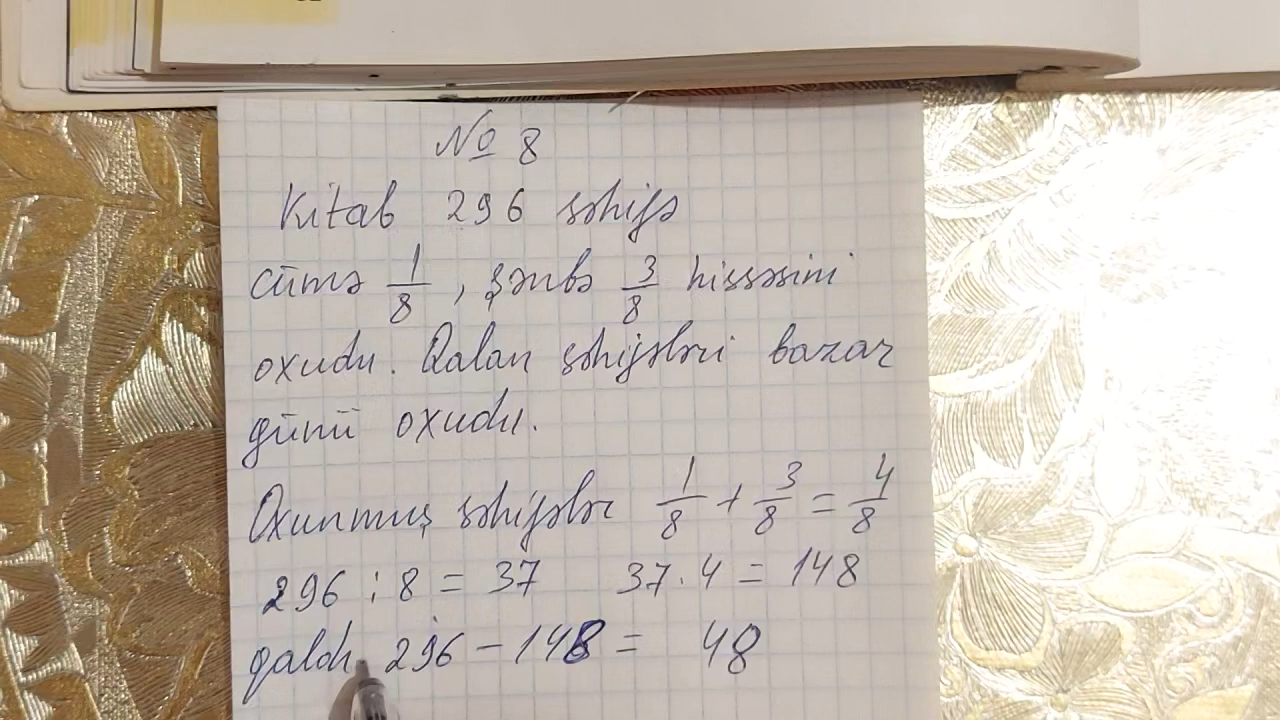 № 8
Kitab 296 səhifə
cümə 1/8, şənbə 3/8 hissəsini
oxudu. Qalan səhifələri bazar
günü oxudu.
Oxunmuş səhifələr 1/8 + 3/8 = 4/8
296 : 8 = 37 37 · 4 = 148
qaldı 296 - 148 = 48